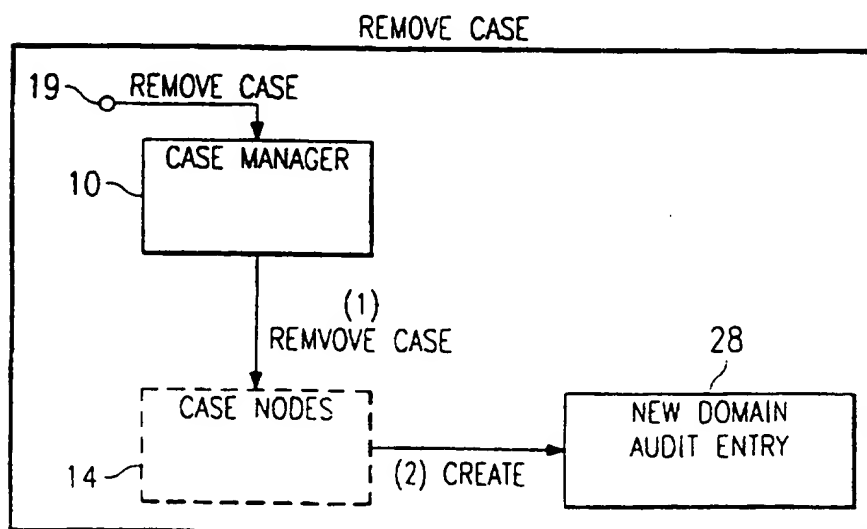 REMOVE CASE
19
REMOVE CASE
CASE MANAGER
10
(1)
REMVOVE CASE
28
CASE NODES
NEW DOMAIN
AUDIT ENTRY
14
(2) CREATE